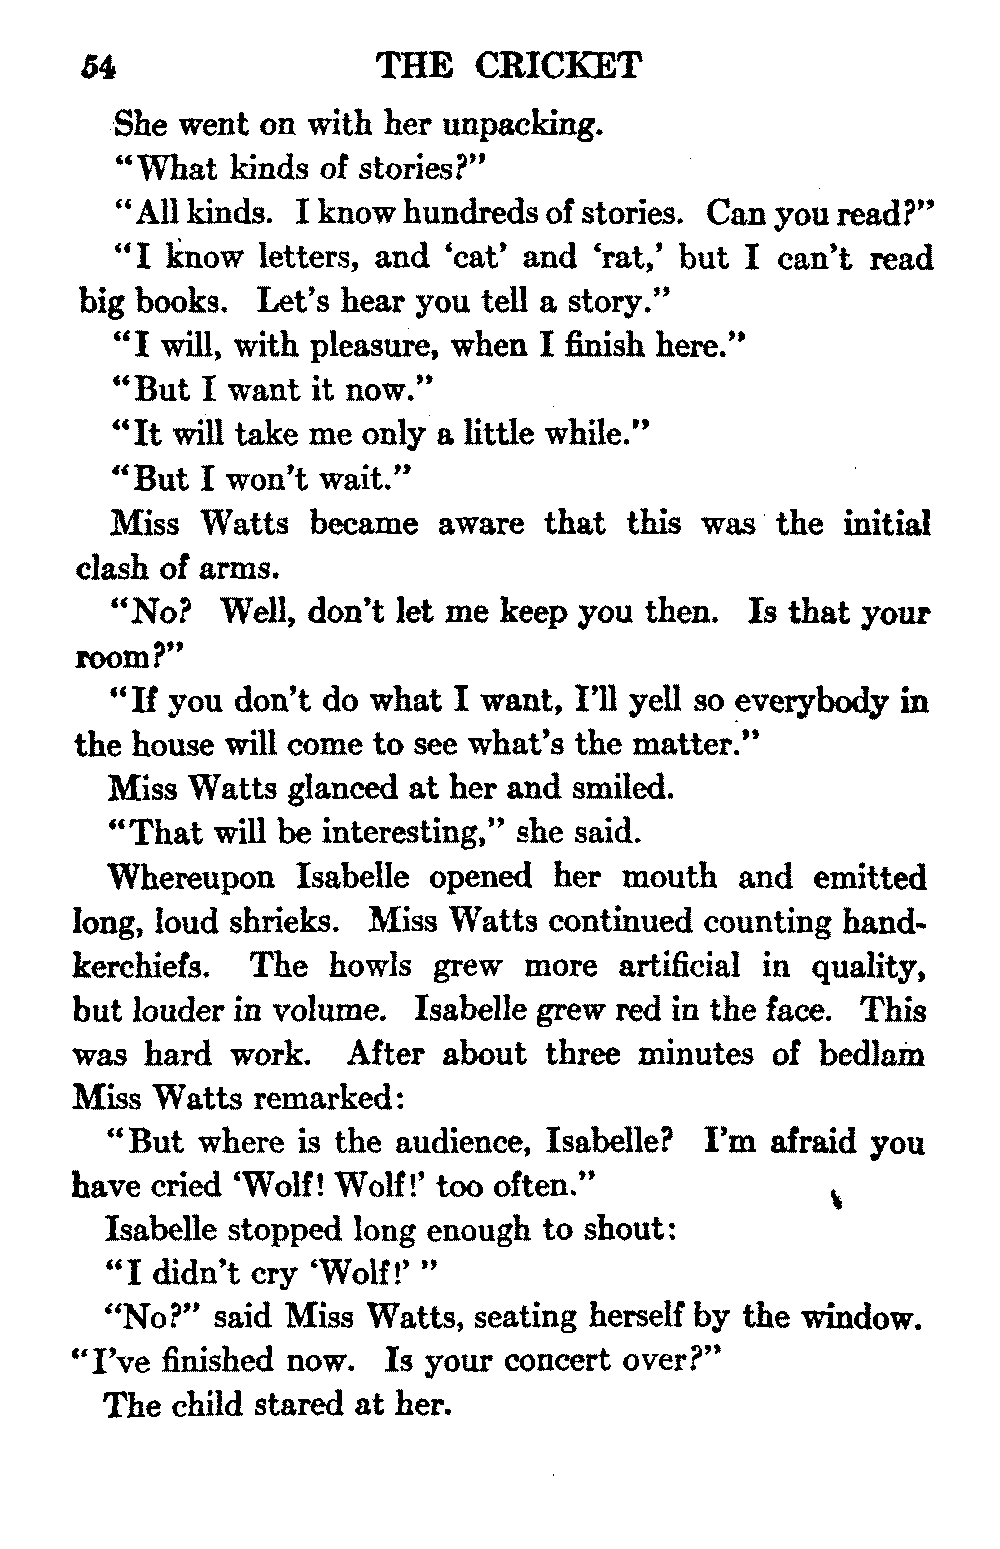 54 THE CRICKET
She went on with her unpacking.
“What kinds of stories?”
“All kinds. I know hundreds of stories. Can you read?”
“I know letters, and ‘cat’ and ‘rat,’ but I can’t read
big books. Let’s hear you tell a story.”
“I will, with pleasure, when I finish here.”
“But I want it now.”
“It will take me only a little while.”
“But I won’t wait.”
Miss Watts became aware that this was the initial
clash of arms.
“No? Well, don’t let me keep you then. Is that your
room?”
“If you don’t do what I want, I’ll yell so everybody in
the house will come to see what’s the matter.”
Miss Watts glanced at her and smiled.
“That will be interesting,” she said.
Whereupon Isabelle opened her mouth and emitted
long, loud shrieks. Miss Watts continued counting hand-
kerchiefs. The howls grew more artificial in quality,
but louder in volume. Isabelle grew red in the face. This
was hard work. After about three minutes of bedlam
Miss Watts remarked:
“But where is the audience, Isabelle? I’m afraid you
have cried ‘Wolf! Wolf!’ too often.”
Isabelle stopped long enough to shout:
“I didn’t cry ‘Wolf!’ ”
“No?” said Miss Watts, seating herself by the window.
“I’ve finished now. Is your concert over?”
The child stared at her.